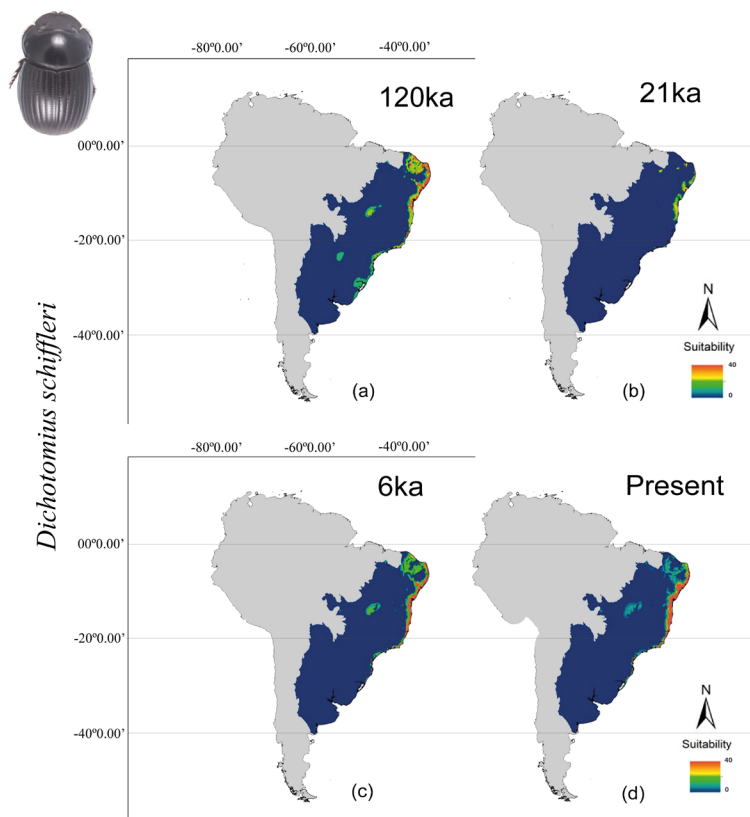 -80º0.00' -60º0.00' -40º0.00'
120ka
21ka
00º0.00'
-20º0.00'
-40º0.00'
N
Suitability
40
0
(a)
(b)
Dichotomius schiffleri
-80º0.00' -60º0.00' -40º0.00'
6ka
Present
00º0.00'
-20º0.00'
-40º0.00'
N
Suitability
40
0
(c)
(d)